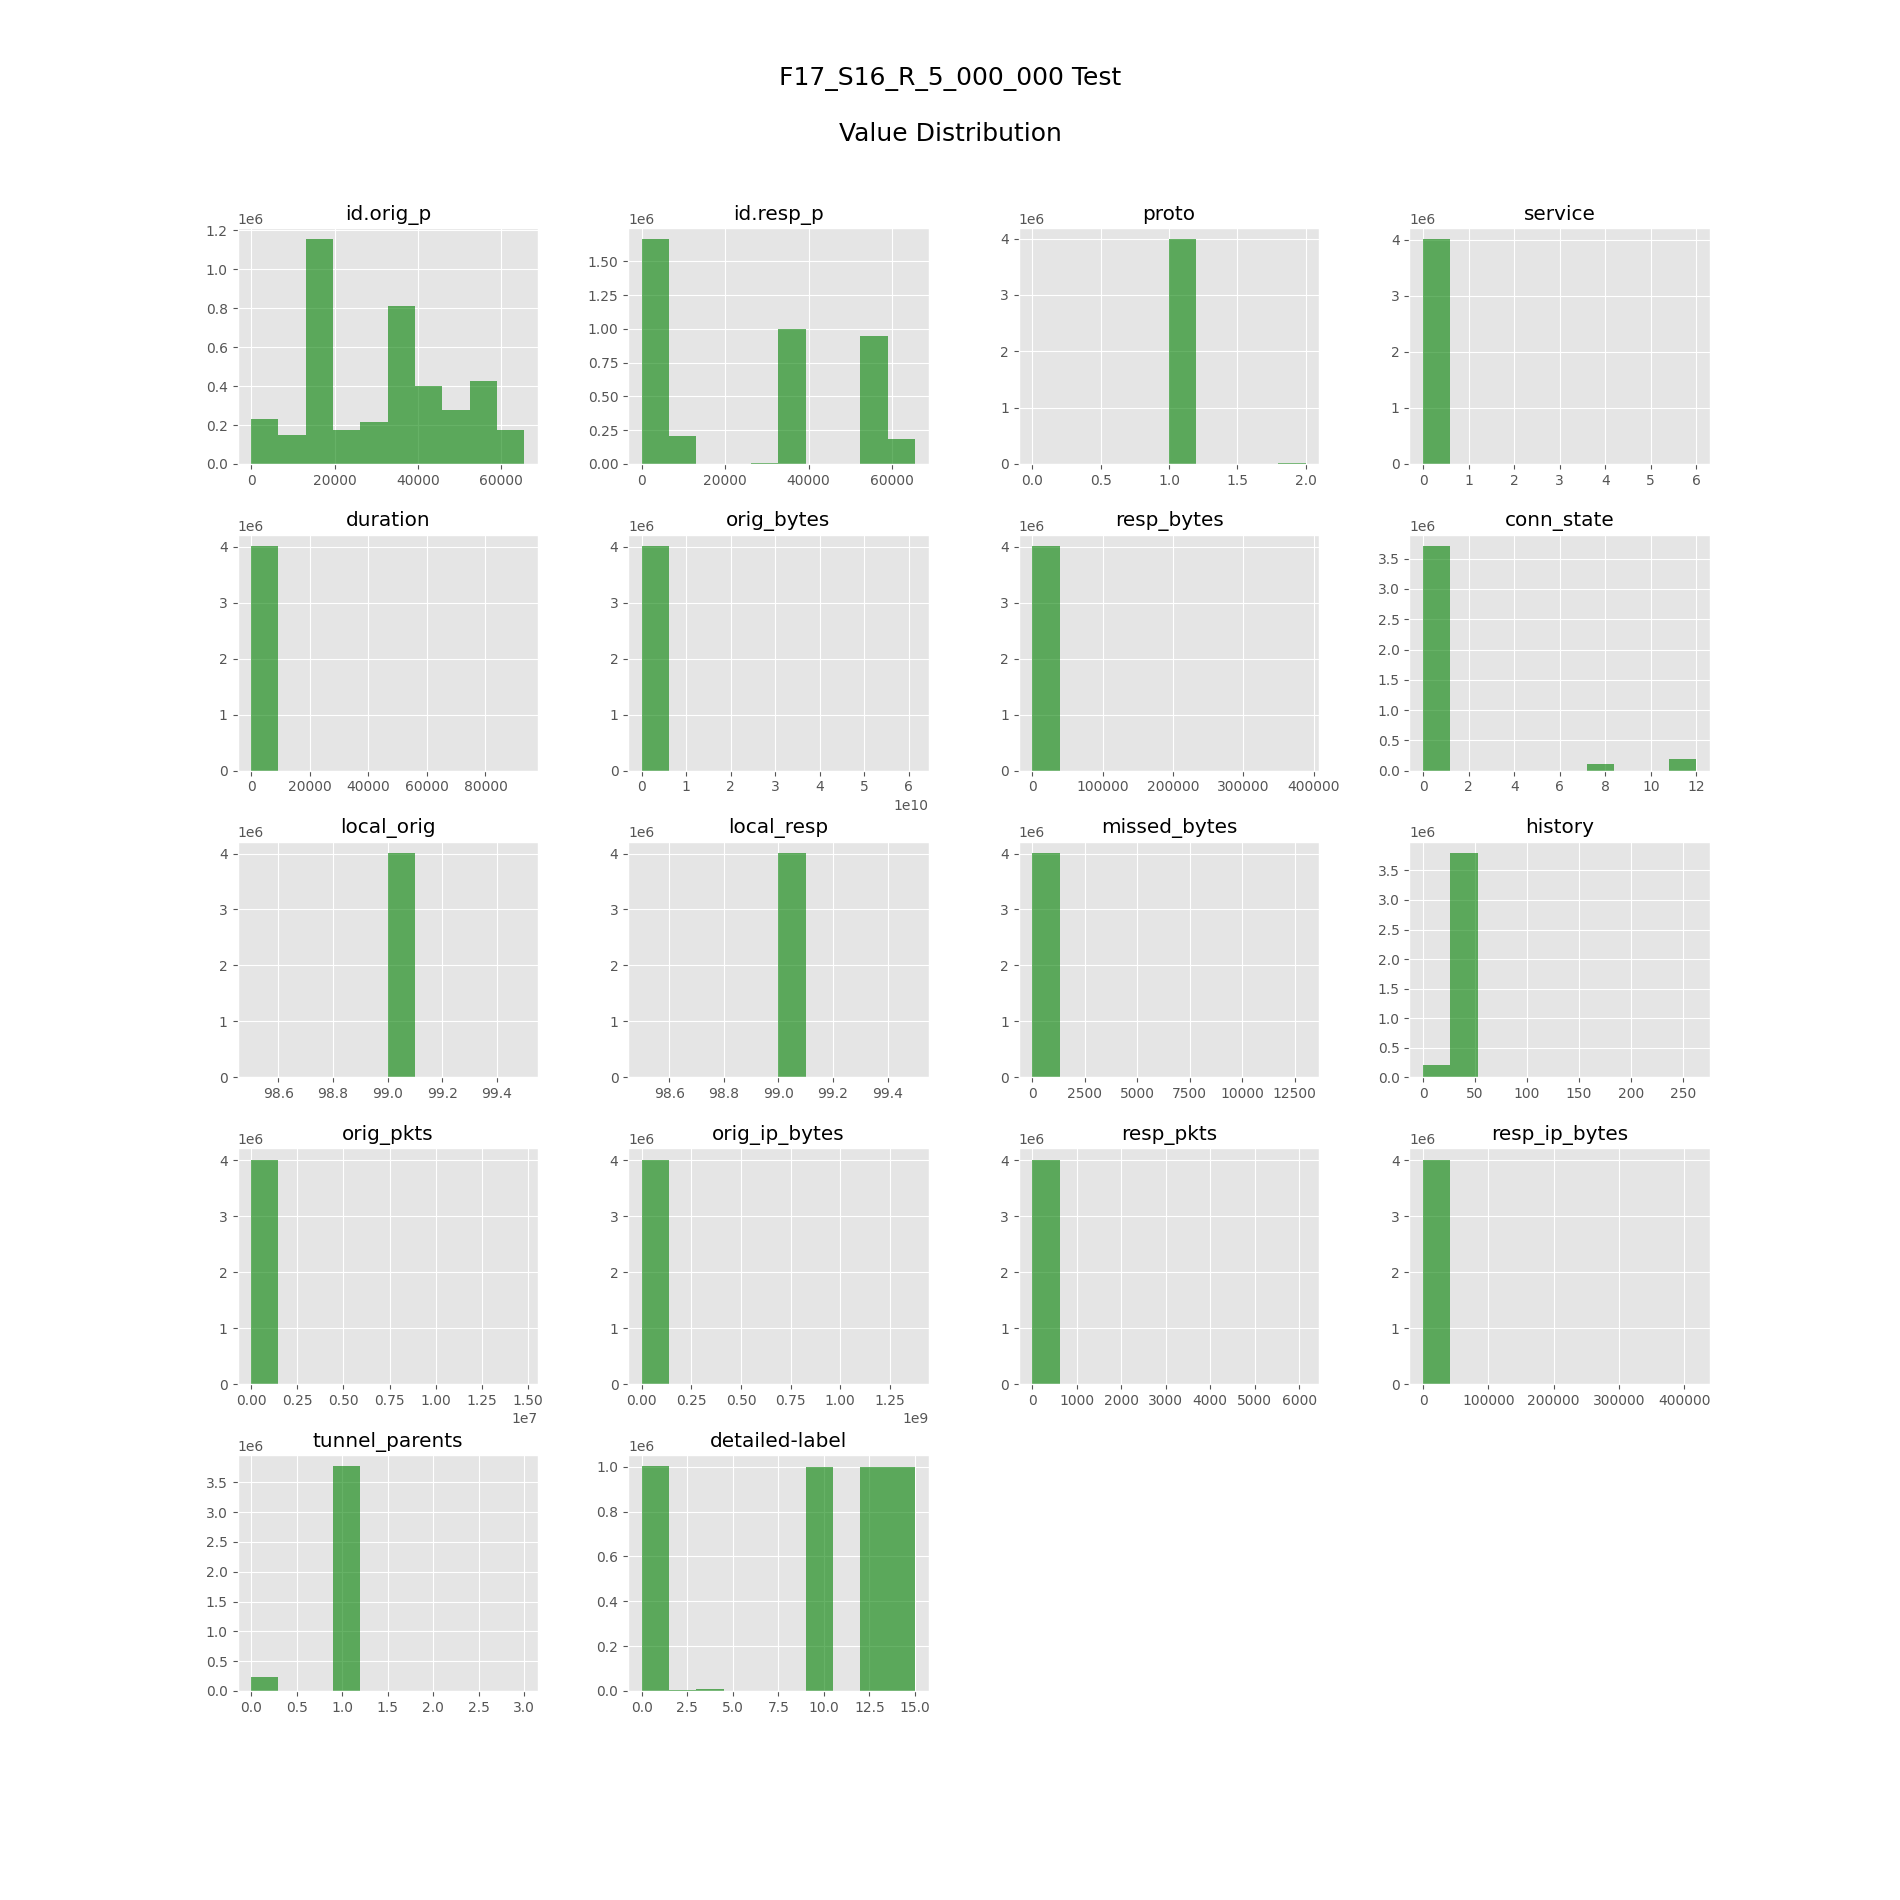 F17_S16_R_5_000_000 Test
Value Distribution
id.orig_p
1e6
1.2
1.0
0.8
0.6
0.4
0.2
0.0
0 20000 40000 60000
id.resp_p
1e6
1.50
1.25
1.00
0.75
0.50
0.25
0.00
0 20000 40000 60000
proto
1e6
4
3
2
1
0
0.0 0.5 1.0 1.5 2.0
service
1e6
4
3
2
1
0
0 1 2 3 4 5 6
duration
1e6
4
3
2
1
0
0 20000 40000 60000 80000
orig_bytes
1e6
4
3
2
1
0
0 1 2 3 4 5 6
1e10
resp_bytes
1e6
4
3
2
1
0
0 100000 200000 300000 400000
conn_state
1e6
3.5
3.0
2.5
2.0
1.5
1.0
0.5
0.0
0 2 4 6 8 10 12
local_orig
1e6
4
3
2
1
0
98.6 98.8 99.0 99.2 99.4
local_resp
1e6
4
3
2
1
0
98.6 98.8 99.0 99.2 99.4
missed_bytes
1e6
4
3
2
1
0
0 2500 5000 7500 10000 12500
history
1e6
3.5
3.0
2.5
2.0
1.5
1.0
0.5
0.0
0 50 100 150 200 250
orig_pkts
1e6
4
3
2
1
0
0.00 0.25 0.50 0.75 1.00 1.25 1.50
1e7
orig_ip_bytes
1e6
4
3
2
1
0
0.00 0.25 0.50 0.75 1.00 1.25
1e9
resp_pkts
1e6
4
3
2
1
0
0 1000 2000 3000 4000 5000 6000
resp_ip_bytes
1e6
4
3
2
1
0
0 100000 200000 300000 400000
tunnel_parents
1e6
3.5
3.0
2.5
2.0
1.5
1.0
0.5
0.0
0.0 0.5 1.0 1.5 2.0 2.5 3.0
detailed-label
1e6
1.0
0.8
0.6
0.4
0.2
0.0
0.0 2.5 5.0 7.5 10.0 12.5 15.0